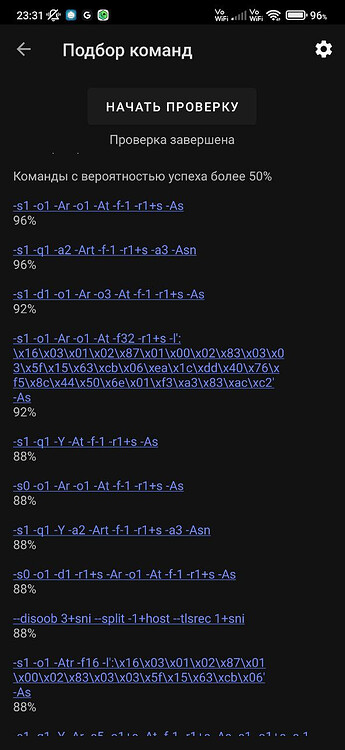 23:31
Vo WiFi Vo WiFi 96%
Подбор команд
НАЧАТЬ ПРОВЕРКУ
Проверка завершена
Команды с вероятностью успеха более 50%
-s1 -o1 -Ar -o1 -At -f-1 -r1+s -As
96%
-s1 -q1 -a2 -Art -f-1 -r1+s -a3 -Asn
96%
-s1 -d1 -o1 -Ar -o3 -At -f-1 -r1+s -As
92%
-s1 -o1 -Ar -o1 -At -f32 -r1+s -l':
\x16\x03\x01\x02\x87\x01\x00\x02\x83\x03\x0
3\x5f\x15\x63\xcb\x06\xea\x1c\xdd\x40\x76\x
f5\x8c\x44\x50\x6e\x01\xf3\xa3\x83\xac\xc2'
-As
92%
-s1 -q1 -Y -At -f-1 -r1+s -As
88%
-s0 -o1 -Ar -o1 -At -f-1 -r1+s -As
88%
-s1 -q1 -Y -a2 -Art -f-1 -r1+s -a3 -Asn
88%
-s0 -o1 -d1 -r1+s -Ar -o1 -At -f-1 -r1+s -As
88%
--disoob 3+sni --split -1+host --tlsrec 1+sni
88%
-s1 -o1 -Atr -f16 -l':\x16\x03\x01\x02\x87\x01
\x00\x02\x83\x03\x03\x5f\x15\x63\xcb\x06'
-As
88%